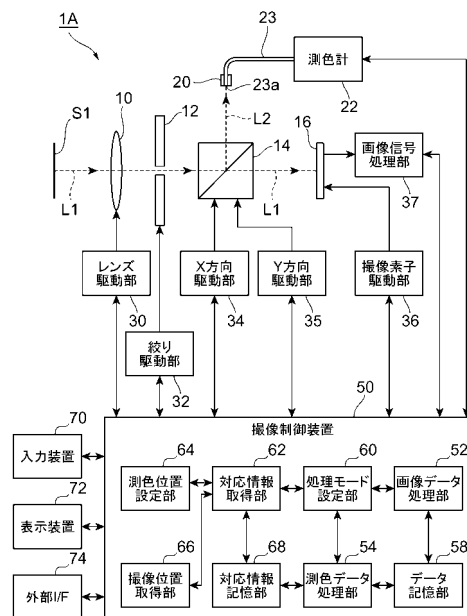 1A
S1
10
12
20
23
23a
測色計
22
L2
14
16
画像信号
処理部
37
L1
L1
レンズ
駆動部
30
X方向
駆動部
34
Y方向
駆動部
35
撮像素子
駆動部
36
絞り
駆動部
32
50
撮像制御装置
70
入力装置
72
表示装置
74
外部I/F
64
測色位置
設定部
62
対応情報
取得部
60
処理モード
設定部
52
画像データ
処理部
66
撮像位置
取得部
68
対応情報
記憶部
54
測色データ
処理部
58
データ
記憶部